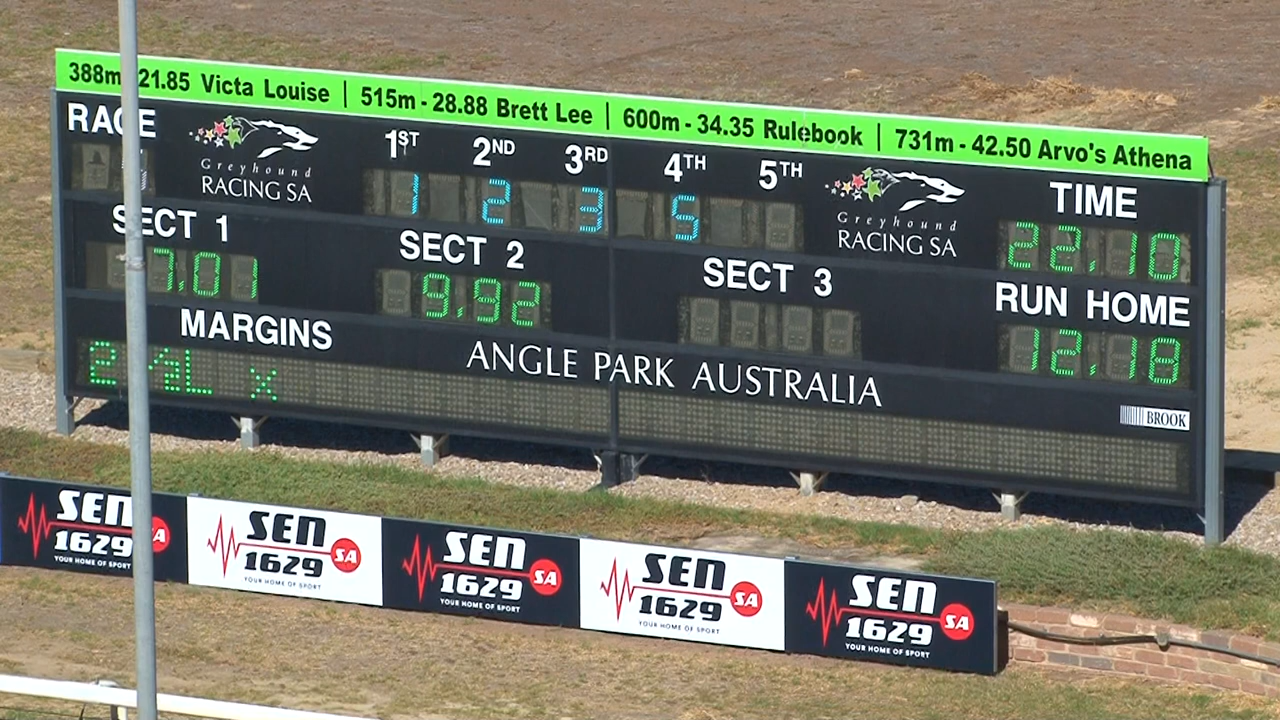 388m 21.85 Victa Louise | 515m - 28.88 Brett Lee | 600m - 34.35 Rulebook | 731m - 42.50 Arvo's Athena
RACE
Greyhound
RACING SA
1ST 2ND 3RD 4TH 5TH
1 2 3 5
Greyhound
RACING SA
TIME
22.10
SECT 1
7.01
SECT 2
9.92
SECT 3
RUN HOME
12.18
MARGINS
ANGLE PARK AUSTRALIA
BROOK
SEN
1629 SA
YOUR HOME OF SPORT
SEN
1629 SA
YOUR HOME OF SPORT
SEN
1629 SA
YOUR HOME OF SPORT
SEN
1629 SA
YOUR HOME OF SPORT
SEN
1629 SA
YOUR HOME OF SPORT